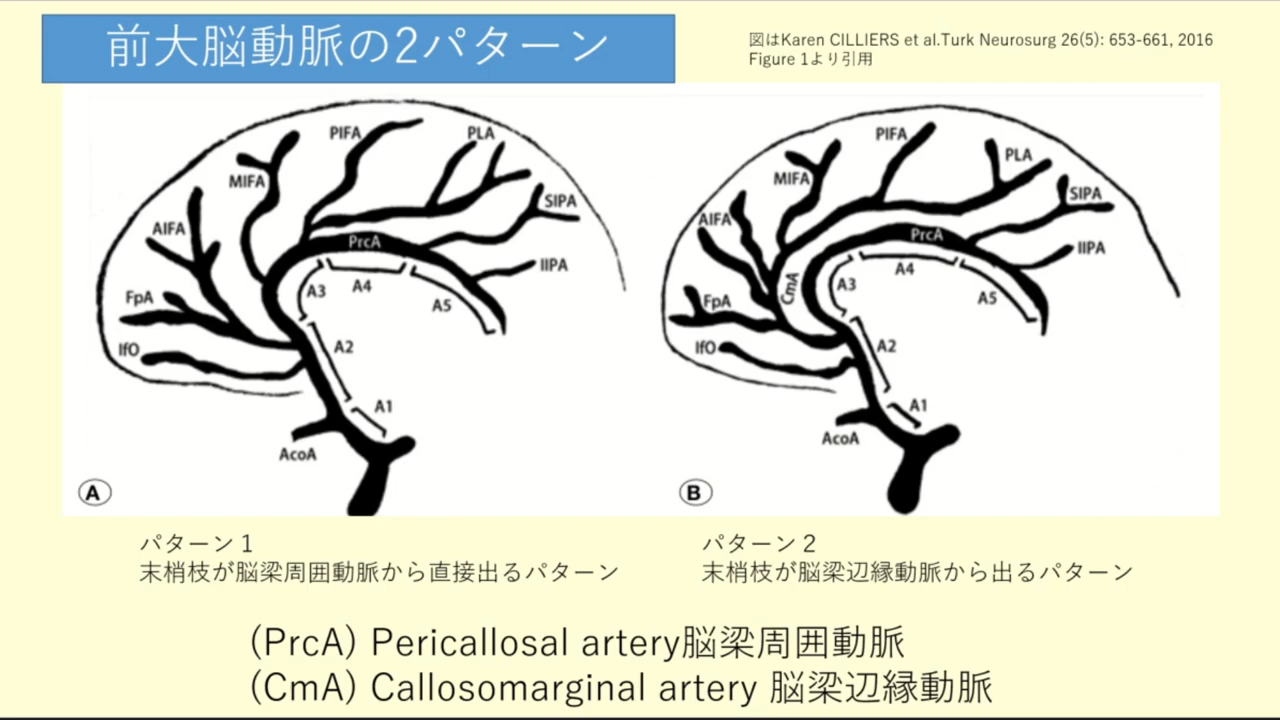 前大脳動脈の2パターン
図はKaren CILLIERS et al.Turk Neurosurg 26(5): 653-661, 2016
Figure 1より引用
PIFA
PLA
MIFA
SIPA
AIFA
PrcA
IIPA
A3
A4
FpA
A5
IfO
A2
A1
AcoA
A
PIFA
PLA
MIFA
SIPA
AIFA
PrcA
IIPA
CmA
A3
A4
FpA
A5
IfO
A2
A1
AcoA
B
パターン1
末梢枝が脳梁周囲動脈から直接出るパターン
パターン2
末梢枝が脳梁辺縁動脈から出るパターン
(PrcA) Pericallosal artery脳梁周囲動脈
(CmA) Callosomarginal artery 脳梁辺縁動脈